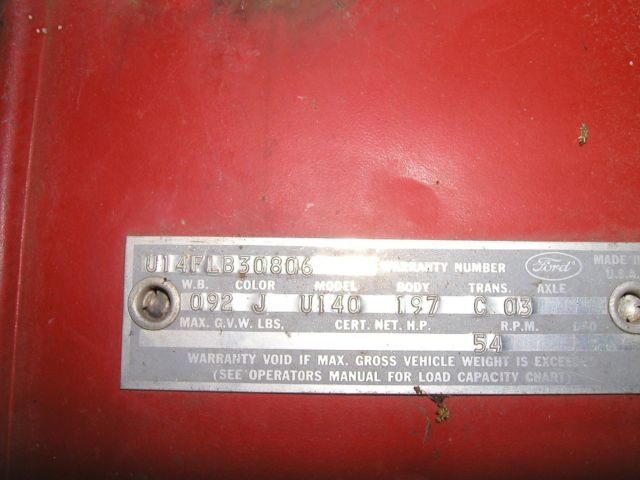 U14FLB30806 WARRANTY NUMBER Ford MADE IN
U.S.A.
W.B. COLOR MODEL BODY TRANS. AXLE
092 J U140 197 C 03
MAX. G.V.W. LBS. CERT. NET. H.P. R.P.M. DSO
54
WARRANTY VOID IF MAX. GROSS VEHICLE WEIGHT IS EXCEEDED
(SEE OPERATORS MANUAL FOR LOAD CAPACITY CHART)